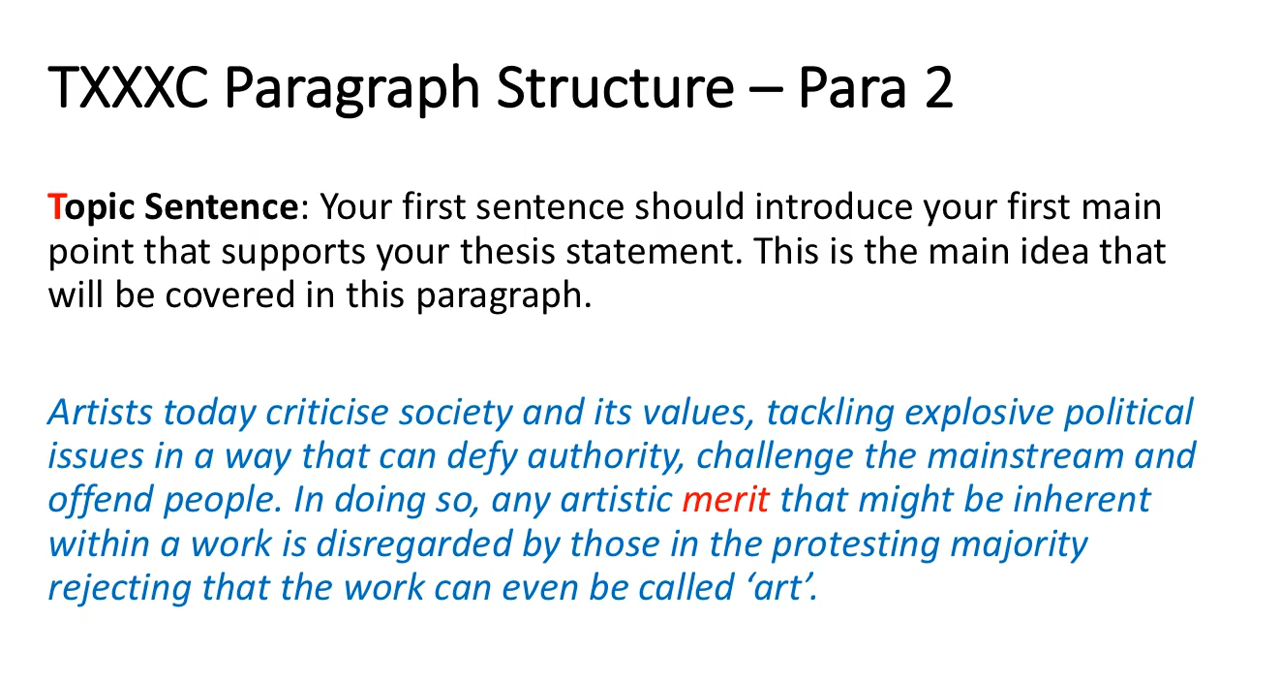 TXXXC Paragraph Structure – Para 2
Topic Sentence: Your first sentence should introduce your first main
point that supports your thesis statement. This is the main idea that
will be covered in this paragraph.
Artists today criticise society and its values, tackling explosive political
issues in a way that can defy authority, challenge the mainstream and
offend people. In doing so, any artistic merit that might be inherent
within a work is disregarded by those in the protesting majority
rejecting that the work can even be called ‘art’.